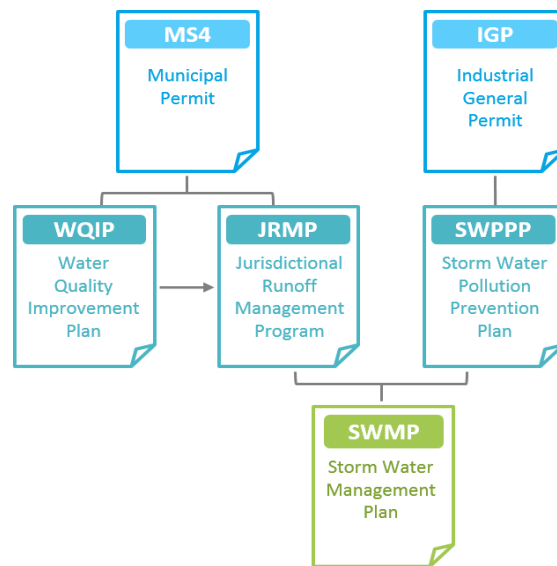 MS4
Municipal
Permit
IGP
Industrial
General
Permit
WQIP
Water
Quality
Improvement
Plan
JRMP
Jurisdictional
Runoff
Management
Program
SWPPP
Storm Water
Pollution
Prevention
Plan
SWMP
Storm Water
Management
Plan